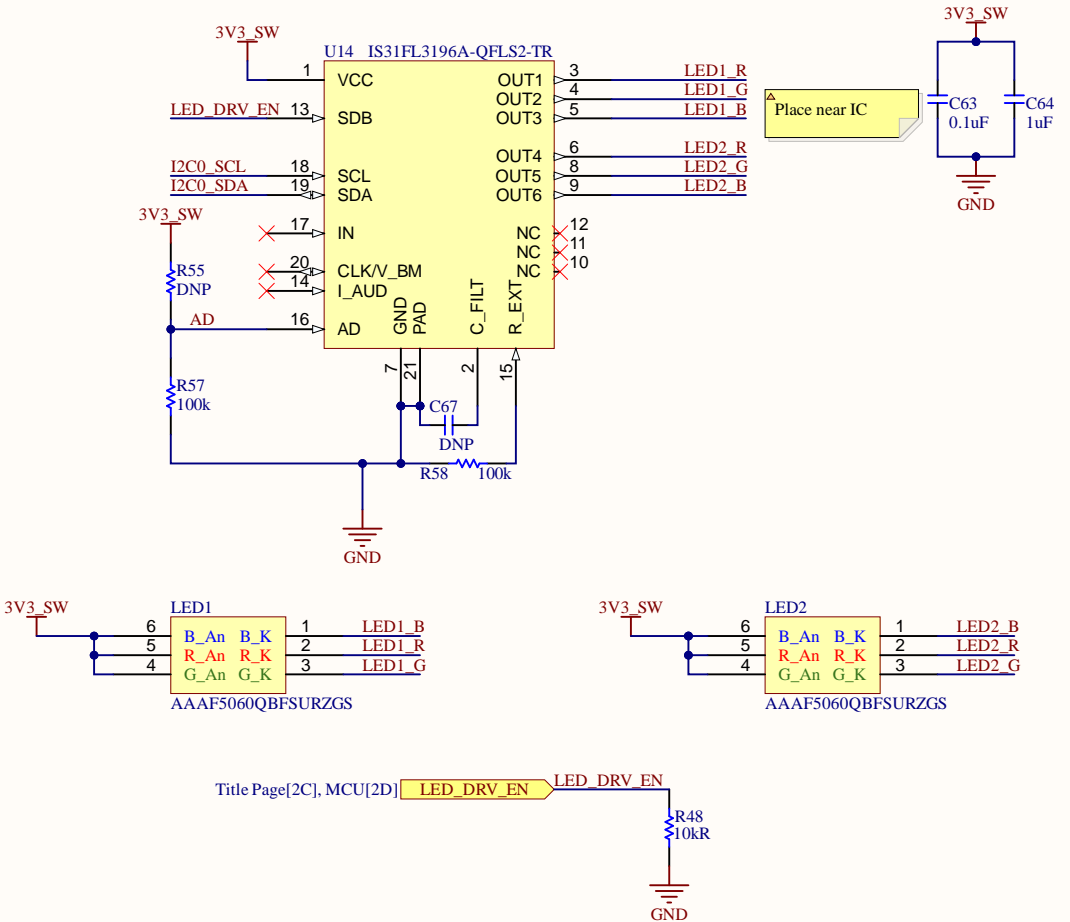 3V3_SW
3V3_SW
U14 IS31FL3196A-QFLS2-TR
1 VCC OUT1 3 LED1_R
OUT2 4 LED1_G
LED_DRV_EN 13 SDB OUT3 5 LED1_B
Place near IC
C63
0.1uF
C64
1uF
GND
OUT4 6 LED2_R
I2C0_SCL 18 SCL OUT5 8 LED2_G
I2C0_SDA 19 SDA OUT6 9 LED2_B
3V3_SW
17 IN NC 12
NC 11
20 CLK/V_BM NC 10
14 I_AUD
R55
DNP
AD 16 AD
GND
PAD
C_FILT
R_EXT
7
21
2
15
R57
100k
C67
DNP
R58 100k
GND
3V3_SW
LED1
6 B_An B_K 1 LED1_B
5 R_An R_K 2 LED1_R
4 G_An G_K 3 LED1_G
AAAF5060QBFSURZGS
3V3_SW
LED2
6 B_An B_K 1 LED2_B
5 R_An R_K 2 LED2_R
4 G_An G_K 3 LED2_G
AAAF5060QBFSURZGS
Title Page[2C], MCU[2D] LED_DRV_EN LED_DRV_EN
R48
10kR
GND